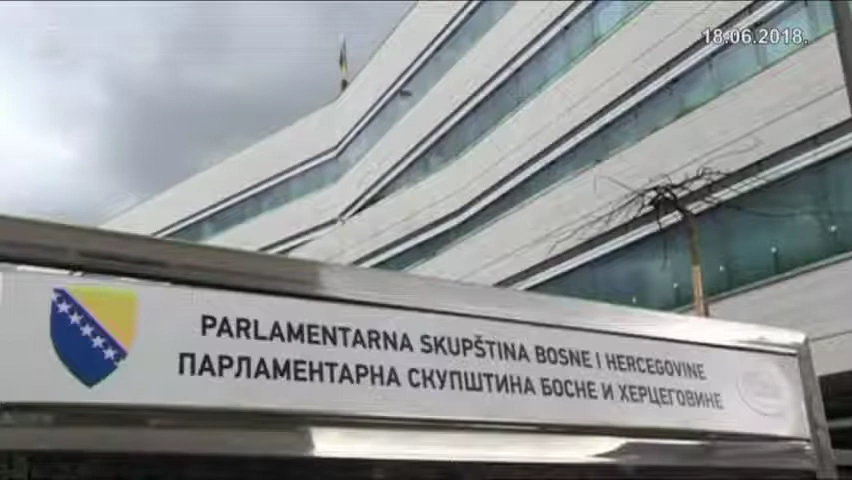 18.06.2018.
PARLAMENTARNA SKUPŠTINA BOSNE I HERCEGOVINE
ПАРЛАМЕНТАРНА СКУПШТИНА БОСНЕ И ХЕРЦЕГОВИНЕ